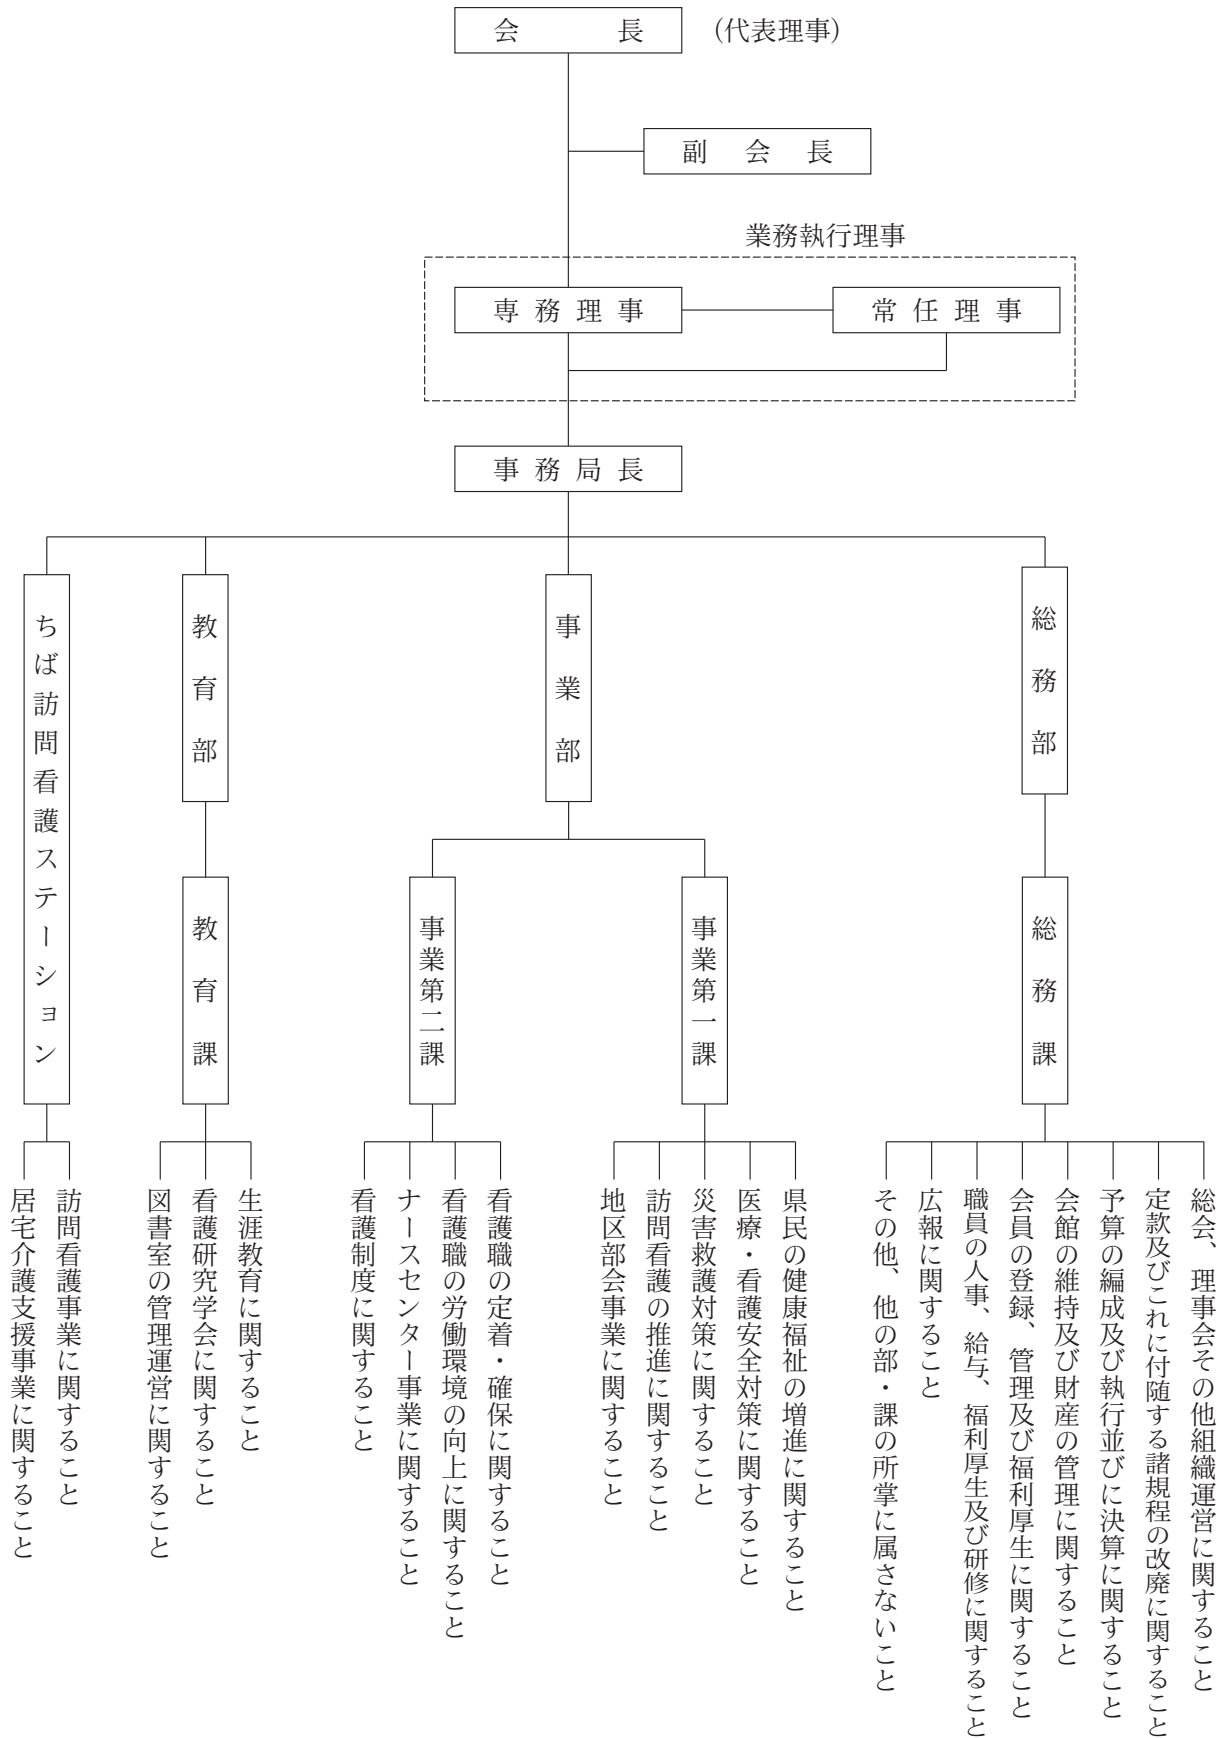 会長
(代表理事)
副会長
業務執行理事
専務理事
常任理事
事務局長
総務部
事業部
教育部
ちば訪問看護ステーション
総務課
事業第一課
事業第二課
教育課
総会、理事会その他組織運営に関すること
定款及びこれに付随する諸規程の改廃に関すること
予算の編成及び執行並びに決算に関すること
会館の維持及び財産の管理に関すること
会員の登録、管理及び福利厚生に関すること
職員の人事、給与、福利厚生及び研修に関すること
広報に関すること
その他、他の部・課の所掌に属さないこと
県民の健康福祉の増進に関すること
医療・看護安全対策に関すること
災害救護対策に関すること
訪問看護の推進に関すること
地区部会事業に関すること
看護職の定着・確保に関すること
看護職の労働環境の向上に関すること
ナースセンター事業に関すること
看護制度に関すること
生涯教育に関すること
看護研究学会に関すること
図書室の管理運営に関すること
訪問看護事業に関すること
居宅介護支援事業に関すること